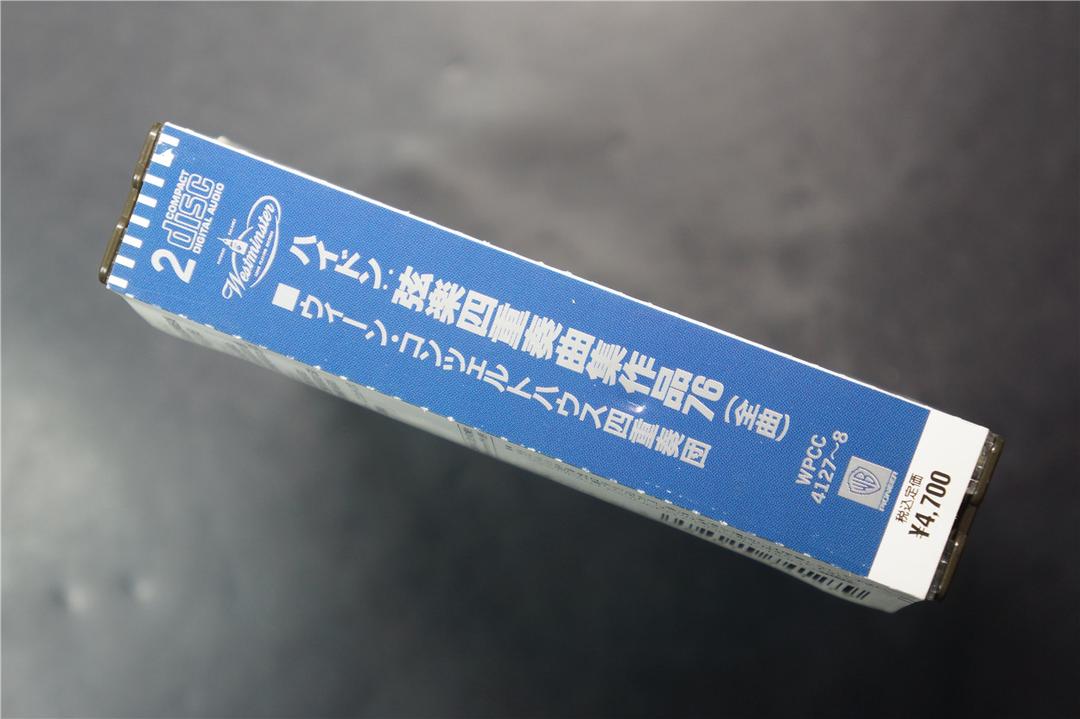 2
COMPACT
disc
DIGITAL AUDIO
Westminster
ハイドン:弦楽四重奏曲集作品76(全曲)
■ウィーン・コンツェルトハウス四重奏団
WPCC
4127〜8
WB
PIONEER
税込定価
¥4,700